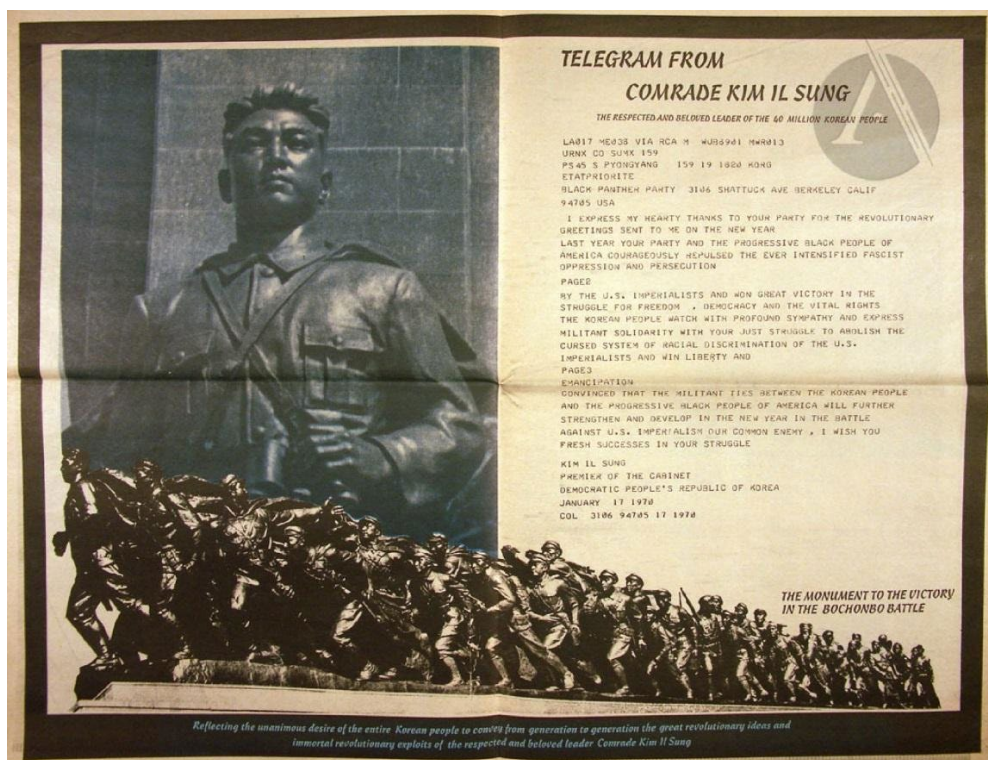 TELEGRAM FROM
COMRADE KIM IL SUNG
THE RESPECTED AND BELOVED LEADER OF THE 40 MILLION KOREAN PEOPLE
LA017 ME038 VIA RCA M WUB6901 MWR013
URNX CO SUMX 159
PS45 S PYONGYANG 159 19 1820 KORG
ETATPRIORITE
BLACK PANTHER PARTY 3106 SHATTUCK AVE BERKELEY CALIF
94705 USA
I EXPRESS MY HEARTY THANKS TO YOUR PARTY FOR THE REVOLUTIONARY
GREETINGS SENT TO ME ON THE NEW YEAR
LAST YEAR YOUR PARTY AND THE PROGRESSIVE BLACK PEOPLE OF
AMERICA COURAGEOUSLY REPULSED THE EVER INTENSIFIED FASCIST
OPPRESSION AND PERSECUTION
PAGE2
BY THE U.S. IMPERIALISTS AND WON GREAT VICTORY IN THE
STRUGGLE FOR FREEDOM , DEMOCRACY AND THE VITAL RIGHTS
THE KOREAN PEOPLE WATCH WITH PROFOUND SYMPATHY AND EXPRESS
MILITANT SOLIDARITY WITH YOUR JUST STRUGGLE TO ABOLISH THE
CURSED SYSTEM OF RACIAL DISCRIMINATION OF THE U.S.
IMPERIALISTS AND WIN LIBERTY AND
PAGE3
EMANCIPATION
CONVINCED THAT THE MILITANT TIES BETWEEN THE KOREAN PEOPLE
AND THE PROGRESSIVE BLACK PEOPLE OF AMERICA WILL FURTHER
STRENGTHEN AND DEVELOP IN THE NEW YEAR IN THE BATTLE
AGAINST U.S. IMPERIALISM OUR COMMON ENEMY , I WISH YOU
FRESH SUCCESSES IN YOUR STRUGGLE
KIM IL SUNG
PREMIER OF THE CABINET
DEMOCRATIC PEOPLE'S REPUBLIC OF KOREA
JANUARY 17 1970
COL 3106 94705 17 1970
THE MONUMENT TO THE VICTORY
IN THE BOCHONBO BATTLE
Reflecting the unanimous desire of the entire Korean people to convey from generation to generation the great revolutionary ideas and
immortal revolutionary exploits of the respected and beloved leader Comrade Kim Il Sung